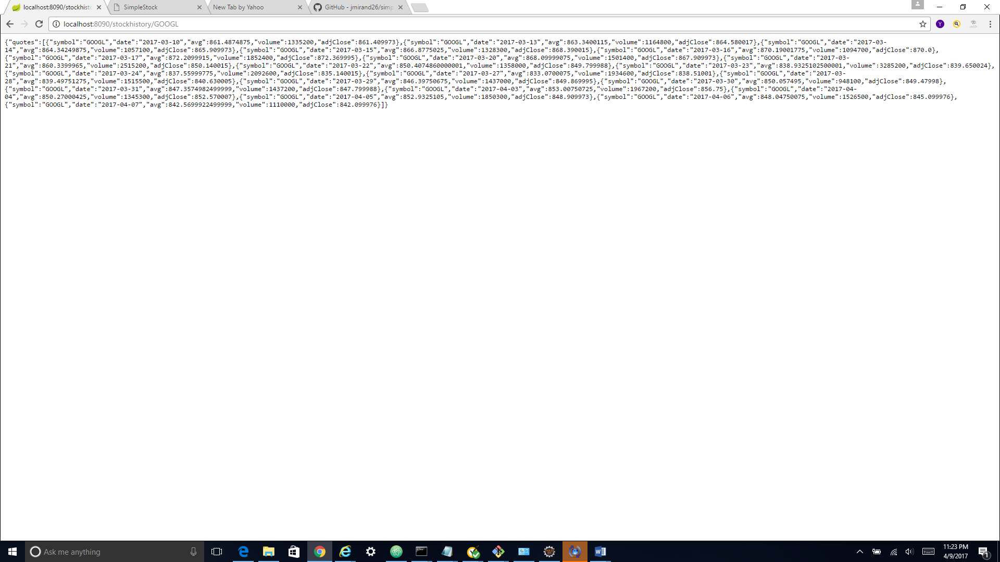 localhost:8090/stockhisto
SimpleStock
New Tab by Yahoo
GitHub - jmirand26/simp
localhost:8090/stockhistory/GOOGL
{"quotes":[{"symbol":"GOOGL","date":"2017-03-10","avg":861.4874875,"volume":1335200,"adjClose":861.409973},{"symbol":"GOOGL","date":"2017-03-13","avg":863.3400115,"volume":1164800,"adjClose":864.580017},{"symbol":"GOOGL","date":"2017-03-
14","avg":864.34249875,"volume":1057100,"adjClose":865.909973},{"symbol":"GOOGL","date":"2017-03-15","avg":866.8775025,"volume":1328300,"adjClose":868.390015},{"symbol":"GOOGL","date":"2017-03-16","avg":870.19001775,"volume":1094700,"adjClose":870.0},
{"symbol":"GOOGL","date":"2017-03-17","avg":872.2099915,"volume":1852400,"adjClose":872.369995},{"symbol":"GOOGL","date":"2017-03-20","avg":868.09999075,"volume":1501400,"adjClose":867.909973},{"symbol":"GOOGL","date":"2017-03-
21","avg":860.3399965,"volume":2515200,"adjClose":850.140015},{"symbol":"GOOGL","date":"2017-03-22","avg":850.4074860000001,"volume":1358000,"adjClose":849.799988},{"symbol":"GOOGL","date":"2017-03-23","avg":838.9325102500001,"volume":3285200,"adjClose":839.650024},
{"symbol":"GOOGL","date":"2017-03-24","avg":837.55999775,"volume":2092600,"adjClose":835.140015},{"symbol":"GOOGL","date":"2017-03-27","avg":833.0700075,"volume":1934600,"adjClose":838.51001},{"symbol":"GOOGL","date":"2017-03-
28","avg":839.49751275,"volume":1515500,"adjClose":840.630005},{"symbol":"GOOGL","date":"2017-03-29","avg":846.39750675,"volume":1437000,"adjClose":849.869995},{"symbol":"GOOGL","date":"2017-03-30","avg":850.057495,"volume":948100,"adjClose":849.47998},
{"symbol":"GOOGL","date":"2017-03-31","avg":847.3574982499999,"volume":1437200,"adjClose":847.799988},{"symbol":"GOOGL","date":"2017-04-03","avg":853.00750725,"volume":1967200,"adjClose":856.75},{"symbol":"GOOGL","date":"2017-04-
04","avg":850.27000425,"volume":1345300,"adjClose":852.570007},{"symbol":"GOOGL","date":"2017-04-05","avg":852.9325105,"volume":1850300,"adjClose":848.909973},{"symbol":"GOOGL","date":"2017-04-06","avg":848.04750075,"volume":1526500,"adjClose":845.099976},
{"symbol":"GOOGL","date":"2017-04-07","avg":842.5699922499999,"volume":1110000,"adjClose":842.099976}]}
Ask me anything
11:23 PM
4/9/2017
1